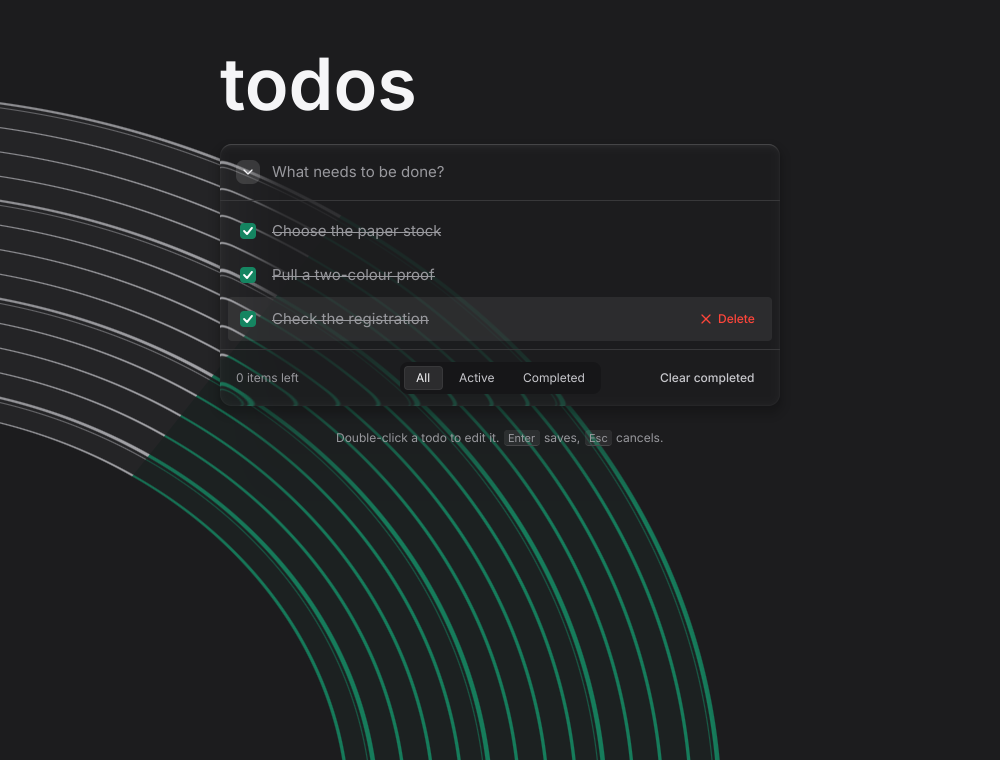 todos
What needs to be done?
Choose the paper stock
Pull a two-colour proof
Check the registration Delete
0 items left All Active Completed Clear completed
Double-click a todo to edit it. Enter saves, Esc cancels.